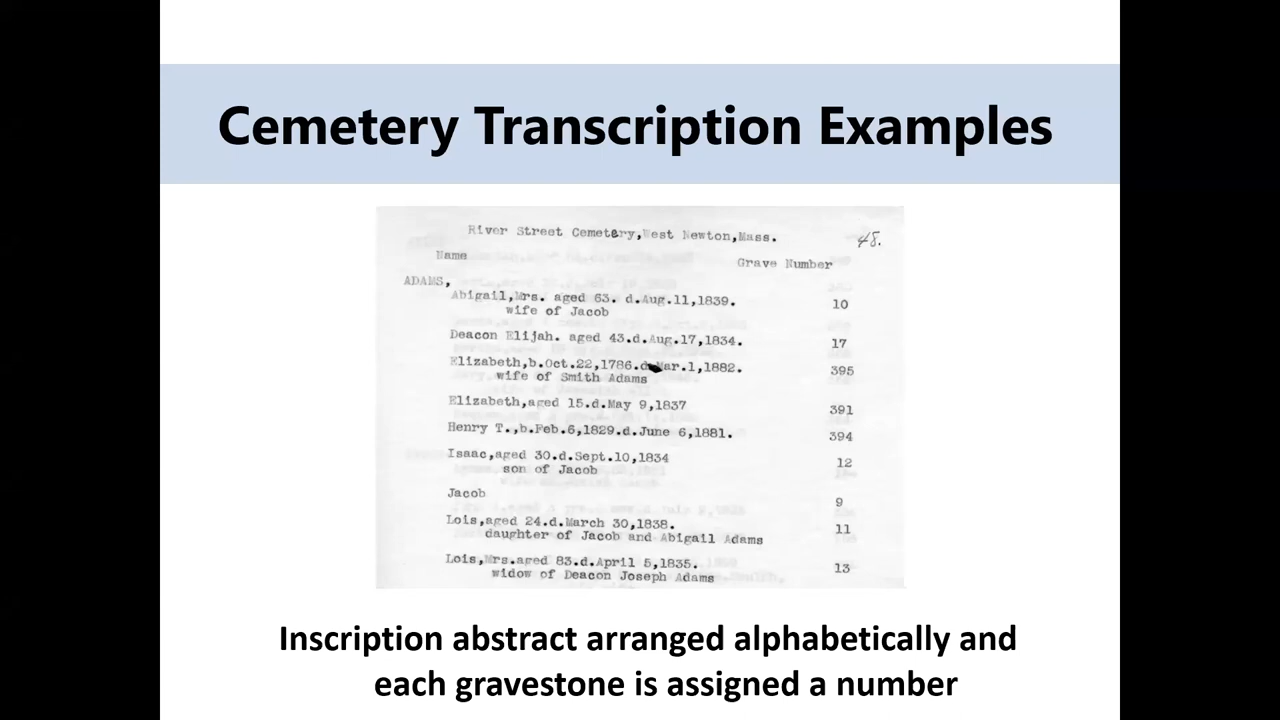 Cemetery Transcription Examples
River Street Cemetery,West Newton,Mass.
48.
Name Grave Number
ADAMS,
Abigail,Mrs. aged 63. d.Aug.11,1839. 10
wife of Jacob
Deacon Elijah. aged 43.d.Aug.17,1834. 17
Elizabeth,b.Oct.22,1786.d.Mar.1,1882. 395
wife of Smith Adams
Elizabeth,aged 15.d.May 9,1837 391
Henry T.,b.Feb.6,1829.d.June 6,1881. 394
Isaac,aged 30.d.Sept.10,1834 12
son of Jacob
Jacob 9
Lois,aged 24.d.March 30,1838. 11
daughter of Jacob and Abigail Adams
Lois,Mrs.aged 83.d.April 5,1835. 13
widow of Deacon Joseph Adams
Inscription abstract arranged alphabetically and
each gravestone is assigned a number